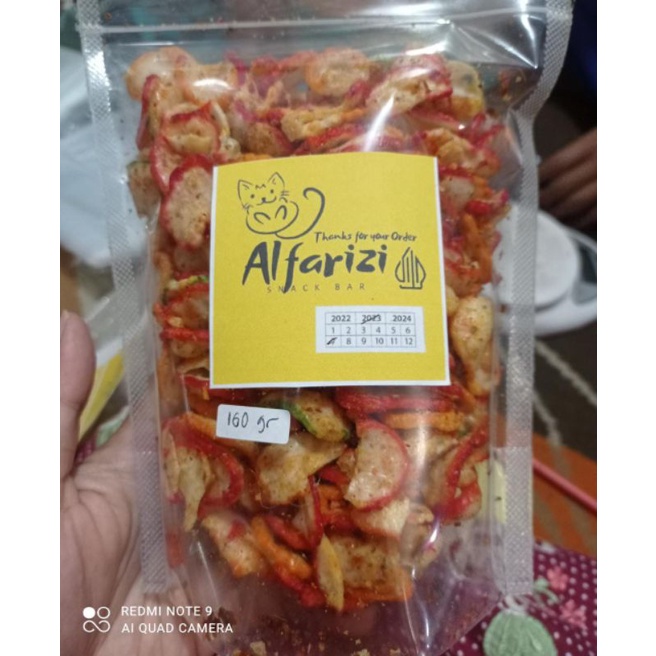 Thanks for your Order
Alfarizi
SNACK BAR
2022 2023 2024
1 2 3 4 5 6
7 8 9 10 11 12
160 gr
REDMI NOTE 9
AI QUAD CAMERA